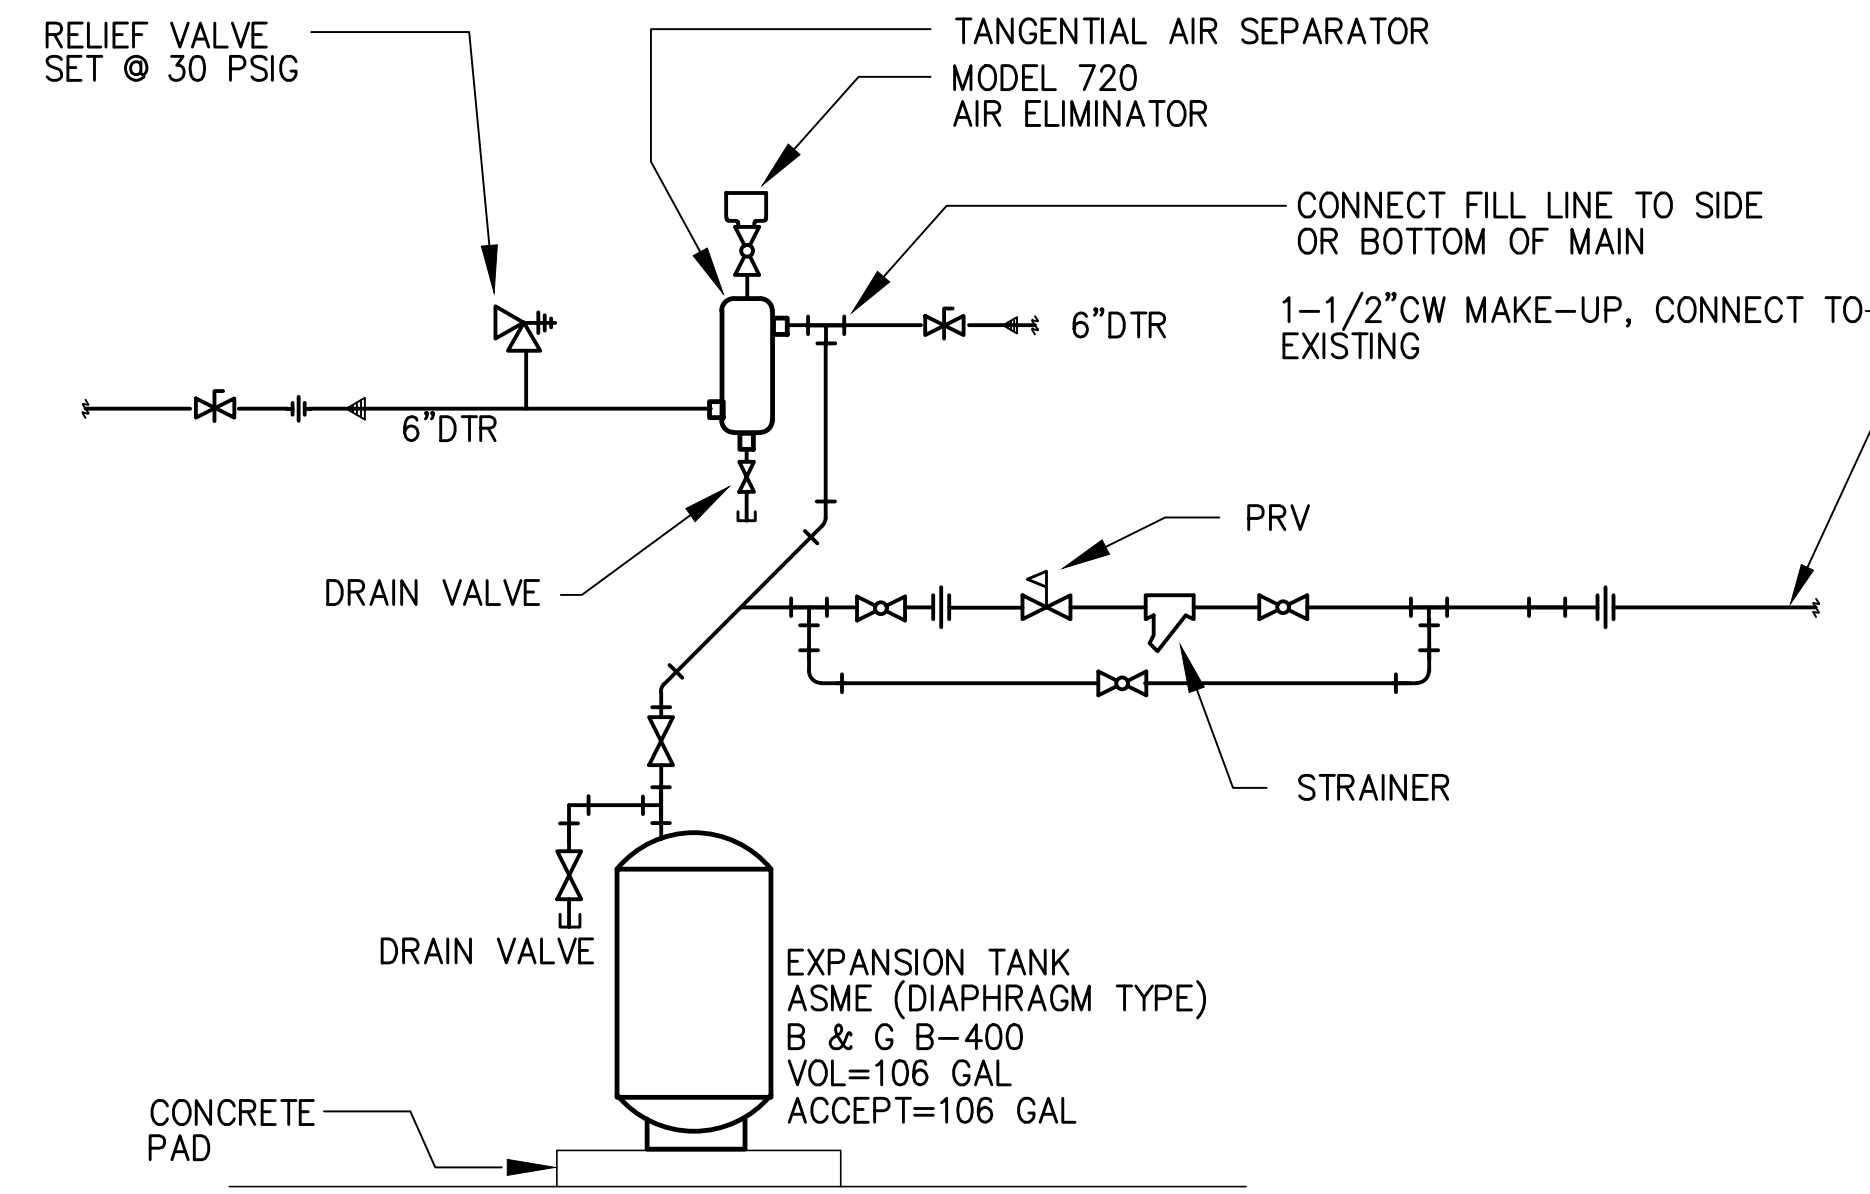 RELIEF VALVE
SET @ 30 PSIG
TANGENTIAL AIR SEPARATOR
MODEL 720
AIR ELIMINATOR
CONNECT FILL LINE TO SIDE
OR BOTTOM OF MAIN
1-1/2"CW MAKE-UP, CONNECT TO
EXISTING
6"DTR
6"DTR
PRV
DRAIN VALVE
STRAINER
DRAIN VALVE
EXPANSION TANK
ASME (DIAPHRAGM TYPE)
B & G B-400
VOL=106 GAL
ACCEPT=106 GAL
CONCRETE
PAD